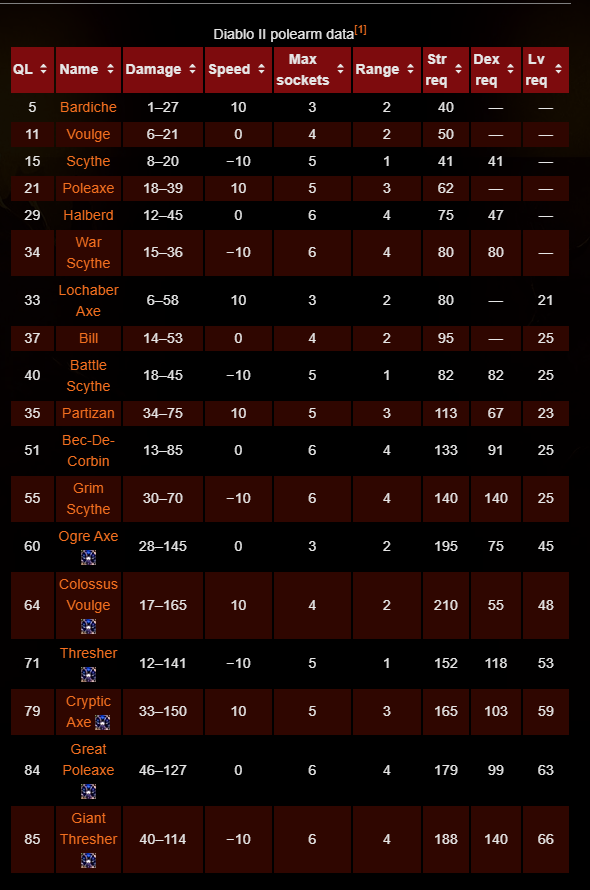 Diablo II polearm data[1]
QL Name Damage Speed Max sockets Range Str req Dex req Lv req
5 Bardiche 1–27 10 3 2 40 — —
11 Voulge 6–21 0 4 2 50 — —
15 Scythe 8–20 −10 5 1 41 41 —
21 Poleaxe 18–39 10 5 3 62 — —
29 Halberd 12–45 0 6 4 75 47 —
34 War Scythe 15–36 −10 6 4 80 80 —
33 Lochaber Axe 6–58 10 3 2 80 — 21
37 Bill 14–53 0 4 2 95 — 25
40 Battle Scythe 18–45 −10 5 1 82 82 25
35 Partizan 34–75 10 5 3 113 67 23
51 Bec-De-Corbin 13–85 0 6 4 133 91 25
55 Grim Scythe 30–70 −10 6 4 140 140 25
60 Ogre Axe 28–145 0 3 2 195 75 45
64 Colossus Voulge 17–165 10 4 2 210 55 48
71 Thresher 12–141 −10 5 1 152 118 53
79 Cryptic Axe 33–150 10 5 3 165 103 59
84 Great Poleaxe 46–127 0 6 4 179 99 63
85 Giant Thresher 40–114 −10 6 4 188 140 66